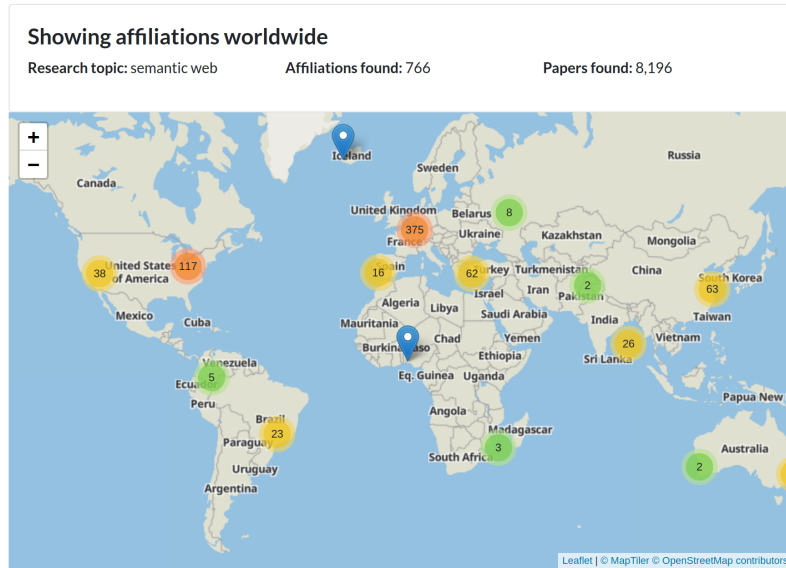 Showing affiliations worldwide
Research topic: semantic web Affiliations found: 766 Papers found: 8,196
+
−
Iceland
Russia
Sweden
Canada
United Kingdom
Belarus
8
375
Ukraine
France
Kazakhstan
Mongolia
38
United States
of America
117
16
Spain
62
Turkey
Turkmenistan
China
South Korea
Israel
Iran
2
Pakistan
63
Algeria
Libya
Saudi Arabia
Mexico
Cuba
Mauritania
India
Taiwan
Burkina Faso
Chad
Yemen
Vietnam
26
Ethiopia
Sri Lanka
Venezuela
5
Ecuador
Eq. Guinea
Uganda
Peru
Papua New
Angola
Brazil
23
Madagascar
Paraguay
3
South Africa
Australia
2
Uruguay
Argentina
Leaflet | © MapTiler © OpenStreetMap contributors